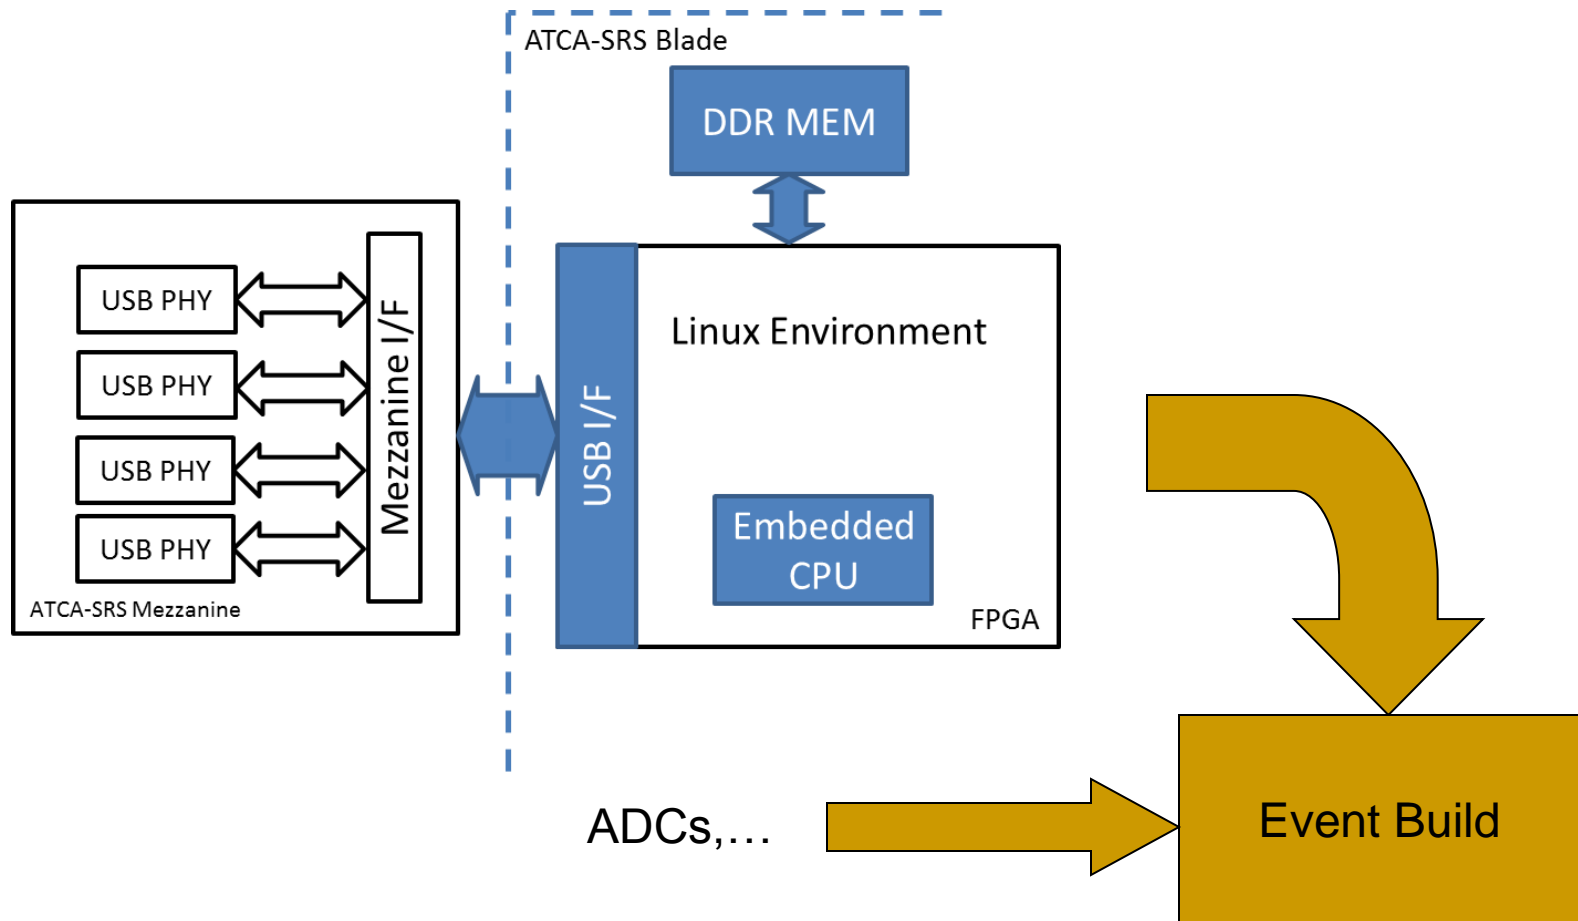 ATCA-SRS Blade
DDR MEM
USB PHY
USB PHY
USB PHY
USB PHY
Mezzanine I/F
ATCA-SRS Mezzanine
USB I/F
Linux Environment
Embedded
CPU
FPGA
ADCs,...
Event Build